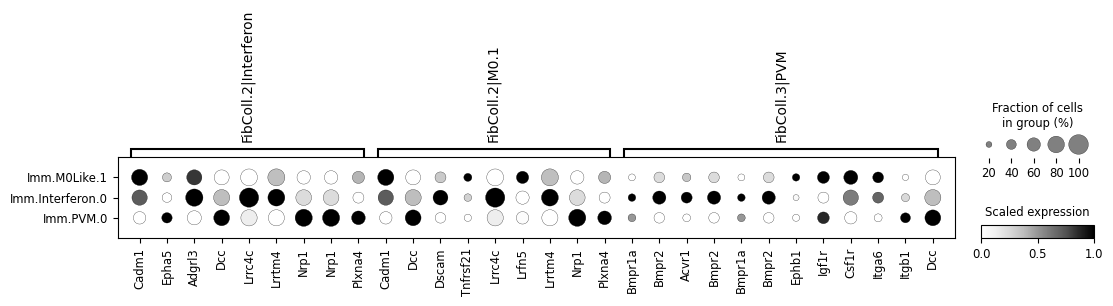 FibColl.2|Interferon
FibColl.2|M0.1
FibColl.3|PVM
Imm.M0Like.1
Imm.Interferon.0
Imm.PVM.0
Cadm1
Epha5
Adgrl3
Dcc
Lrrc4c
Lrrtm4
Nrp1
Nrp1
Plxna4
Cadm1
Dcc
Dscam
Tnfrsf21
Lrrc4c
Lrfn5
Lrrtm4
Nrp1
Plxna4
Bmpr1a
Bmpr2
Acvr1
Bmpr2
Bmpr1a
Bmpr2
Ephb1
Igf1r
Csf1r
Itga6
Itgb1
Dcc
Fraction of cells
in group (%)
20 40 60 80 100
Scaled expression
0.0 0.5 1.0